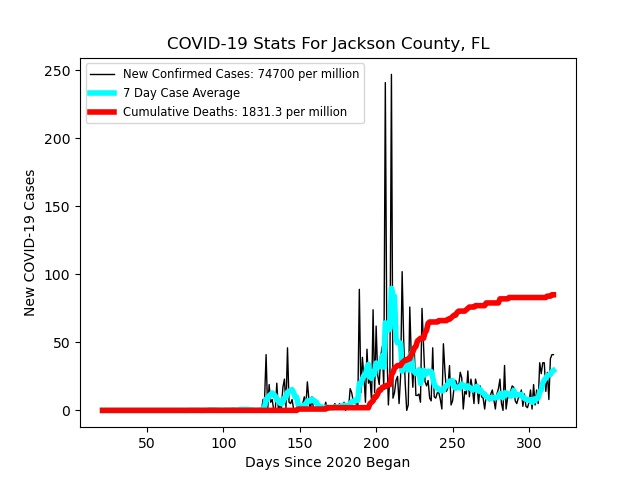 COVID-19 Stats For Jackson County, FL
New Confirmed Cases: 74700 per million
7 Day Case Average
Cumulative Deaths: 1831.3 per million
250
200
150
100
50
0
New COVID-19 Cases
50 100 150 200 250 300
Days Since 2020 Began